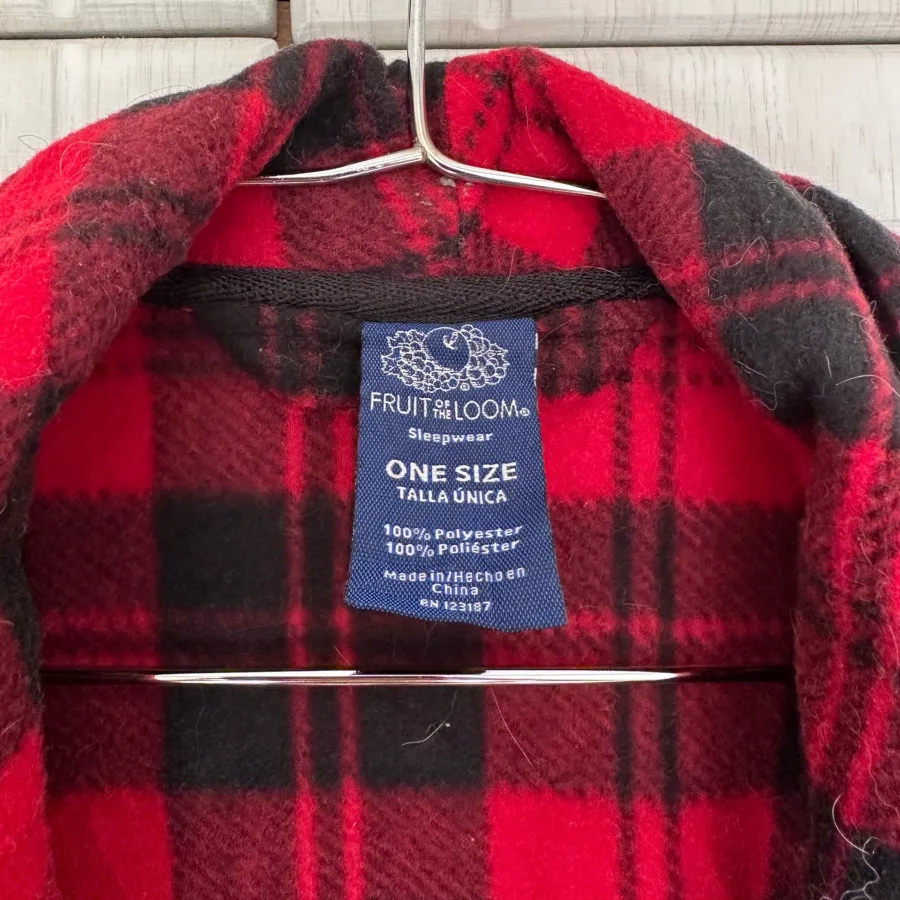 FRUIT OF THE LOOM®
Sleepwear
ONE SIZE
TALLA ÚNICA
100% Polyester
100% Poliéster
Made in/Hecho en
China
RN 123187